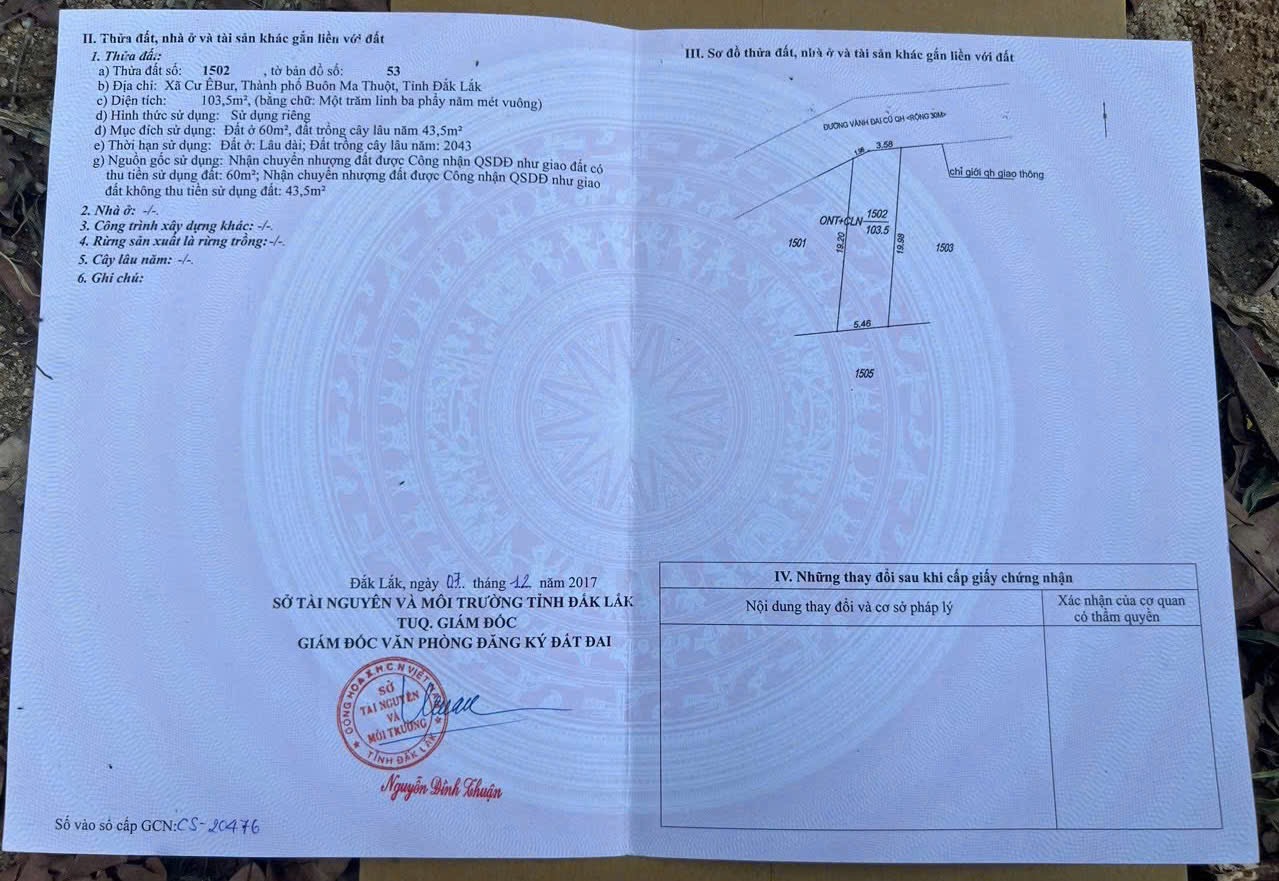 II. Thửa đất, nhà ở và tài sản khác gắn liền với đất
1. Thửa đất:
a) Thửa đất số: 1502 , tờ bản đồ số: 53
b) Địa chỉ: Xã Cư ÊBur, Thành phố Buôn Ma Thuột, Tỉnh Đắk Lắk
c) Diện tích: 103,5m², (bằng chữ: Một trăm linh ba phẩy năm mét vuông)
d) Hình thức sử dụng: Sử dụng riêng
đ) Mục đích sử dụng: Đất ở 60m², đất trồng cây lâu năm 43,5m²
e) Thời hạn sử dụng: Đất ở: Lâu dài; Đất trồng cây lâu năm: 2043
g) Nguồn gốc sử dụng: Nhận chuyển nhượng đất được Công nhận QSDĐ như giao đất có
thu tiền sử dụng đất: 60m²; Nhận chuyển nhượng đất được Công nhận QSDĐ như giao
đất không thu tiền sử dụng đất: 43,5m²
2. Nhà ở: -/-.
3. Công trình xây dựng khác: -/-.
4. Rừng sản xuất là rừng trồng: -/-.
5. Cây lâu năm: -/-.
6. Ghi chú:
Đắk Lắk, ngày 07 tháng 12 năm 2017
SỞ TÀI NGUYÊN VÀ MÔI TRƯỜNG TỈNH ĐẮK LẮK
TUQ. GIÁM ĐỐC
GIÁM ĐỐC VĂN PHÒNG ĐĂNG KÝ ĐẤT ĐAI
CỘNG HOÀ X.H.C.N VIỆT NAM
SỞ
TÀI NGUYÊN
VÀ
MÔI TRƯỜNG
TỈNH ĐẮK LẮK
Nguyễn Đình Thuận
Số vào sổ cấp GCN: CS-20476
III. Sơ đồ thửa đất, nhà ở và tài sản khác gắn liền với đất
ĐƯỜNG VÀNH ĐAI CÓ QH <RỘNG 30M>
1.96 3.58
chỉ giới qh giao thông
ONT+CLN 1502
103.5
1501
19.20
19.98
1503
5.46
1505
IV. Những thay đổi sau khi cấp giấy chứng nhận
Nội dung thay đổi và cơ sở pháp lý
Xác nhận của cơ quan
có thẩm quyền